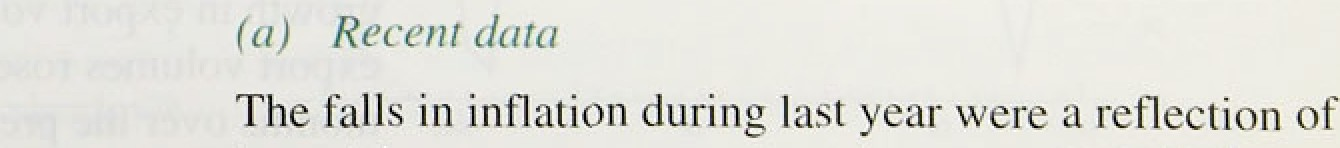 (a) Recent data
The falls in inflation during last year were a reflection of